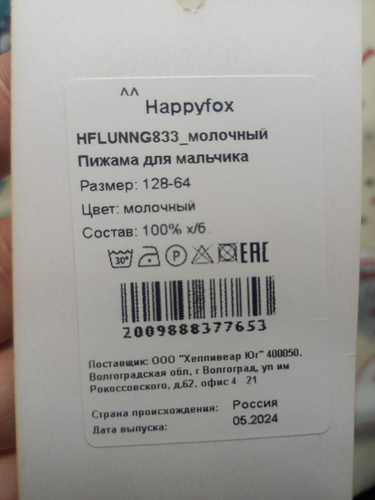 ^^
Happyfox
HFLUNNG833_молочный
Пижама для мальчика
Размер: 128-64
Цвет: молочный
Состав: 100% х/б.
30° P EAC
2009888377653
Поставщик: ООО "Хеппивеар Юг" 400050,
Волгоградская обл, г Волгоград, ул им
Рокоссовского, д.62, офис 4 21
Страна происхождения: Россия
Дата выпуска: 05.2024